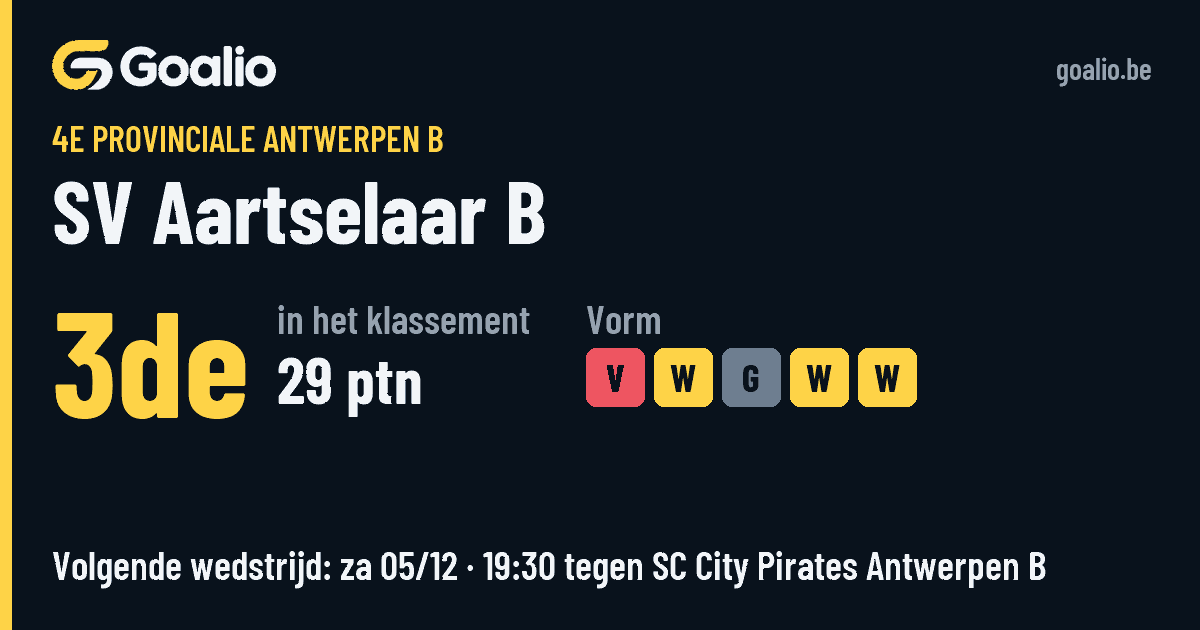 Goalio
goalio.be
4E PROVINCIALE ANTWERPEN B
SV Aartselaar B
3de
in het klassement
29 ptn
Vorm
V W G W W
Volgende wedstrijd: za 05/12 · 19:30 tegen SC City Pirates Antwerpen B